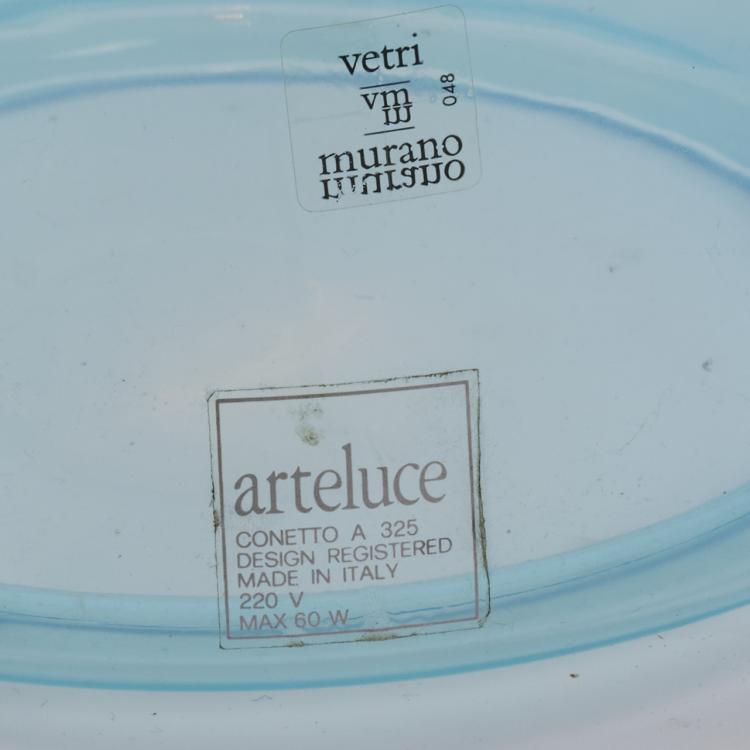 vetri
vm
048
murano
arteluce
CONETTO A 325
DESIGN REGISTERED
MADE IN ITALY
220 V
MAX 60 W